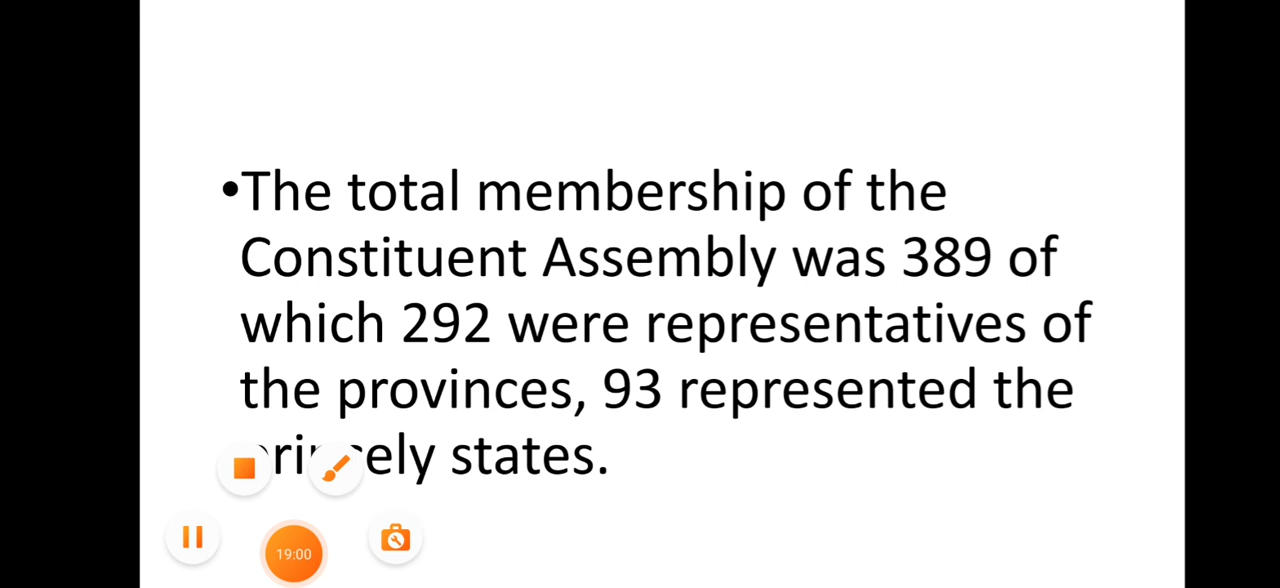 •The total membership of the
Constituent Assembly was 389 of
which 292 were representatives of
the provinces, 93 represented the
states.
19:00